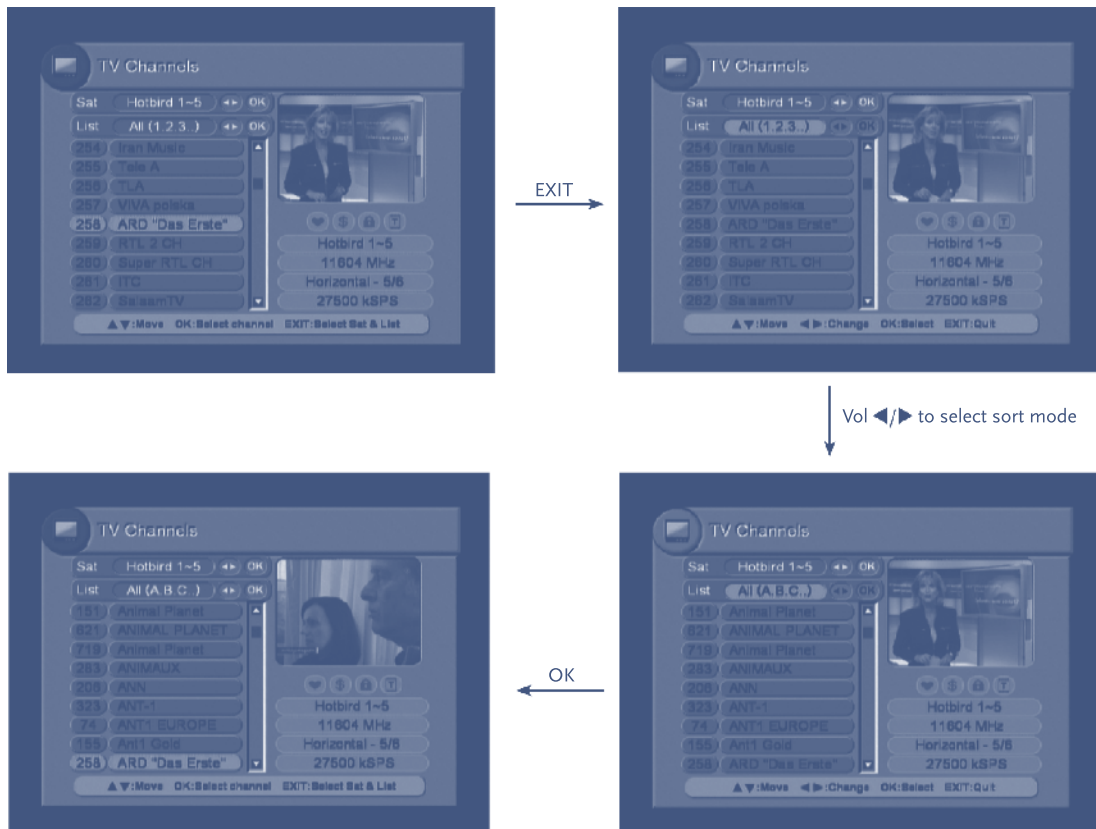 TV Channels
Sat Hotbird 1~5 OK
List All (1.2.3..) OK
254 Iran Music
255 Tele A
256 TLA
257 VIVA polska
258 ARD "Das Erste"
259 RTL 2 CH
260 Super RTL CH
261 ITC
262 SalaamTV
Hotbird 1~5
11604 MHz
Horizontal - 5/6
27500 kSPS
▲▼:Move OK:Select channel EXIT:Select Sat & List
EXIT
TV Channels
Sat Hotbird 1~5 OK
List All (1.2.3..) OK
254 Iran Music
255 Tele A
256 TLA
257 VIVA polska
258 ARD "Das Erste"
259 RTL 2 CH
260 Super RTL CH
261 ITC
262 SalaamTV
Hotbird 1~5
11604 MHz
Horizontal - 5/6
27500 kSPS
▲▼:Move ◀▶:Change OK:Select EXIT:Quit
Vol ◀/▶ to select sort mode
TV Channels
Sat Hotbird 1~5 OK
List All (A.B.C..) OK
151 Animal Planet
621 ANIMAL PLANET
719 Animal Planet
283 ANIMAUX
206 ANN
323 ANT-1
74 ANT1 EUROPE
155 Ant1 Gold
258 ARD "Das Erste"
Hotbird 1~5
11604 MHz
Horizontal - 5/6
27500 kSPS
▲▼:Move ◀▶:Change OK:Select EXIT:Quit
OK
TV Channels
Sat Hotbird 1~5 OK
List All (A.B.C..) OK
151 Animal Planet
621 ANIMAL PLANET
719 Animal Planet
283 ANIMAUX
206 ANN
323 ANT-1
74 ANT1 EUROPE
155 Ant1 Gold
258 ARD "Das Erste"
Hotbird 1~5
11604 MHz
Horizontal - 5/6
27500 kSPS
▲▼:Move OK:Select channel EXIT:Select Sat & List